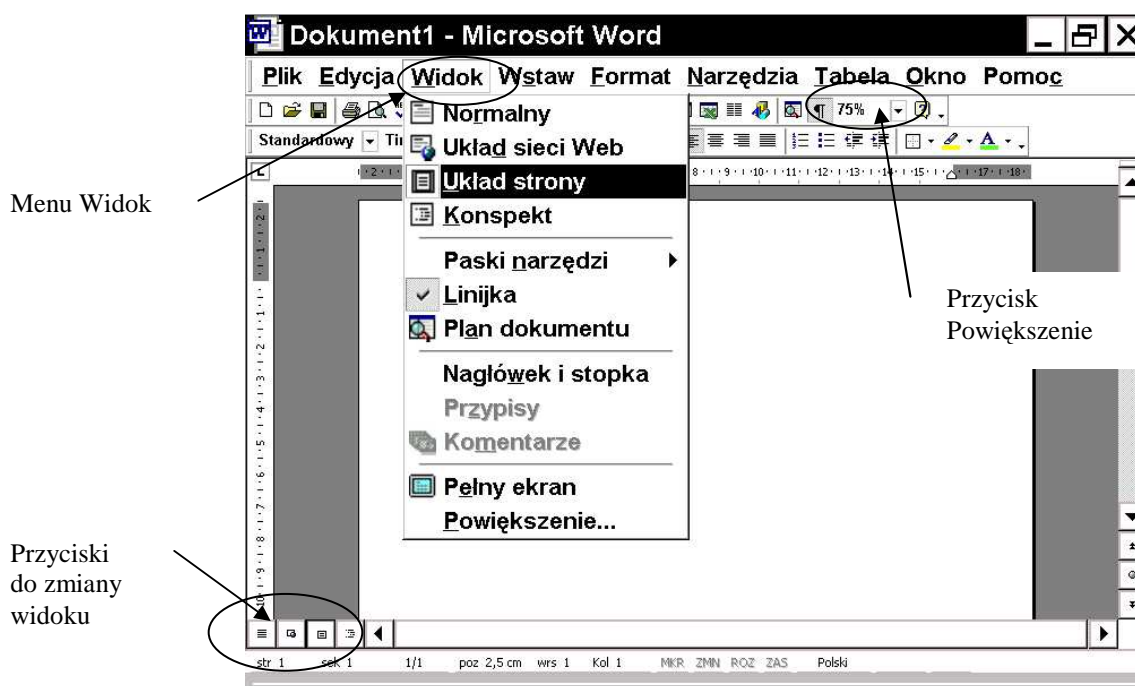 Dokument1 - Microsoft Word
Plik Edycja Widok Wstaw Format Narzędzia Tabela Okno Pomoc
75%
Standardowy
Normalny
Układ sieci Web
Układ strony
Konspekt
Paski narzędzi
Linijka
Plan dokumentu
Nagłówek i stopka
Przypisy
Komentarze
Pełny ekran
Powiększenie...
Menu Widok
Przycisk
Powiększenie
Przyciski
do zmiany
widoku
str 1 sek 1 1/1 poz 2,5 cm wrs 1 Kol 1 MKR ZMN ROZ ZAS Polski